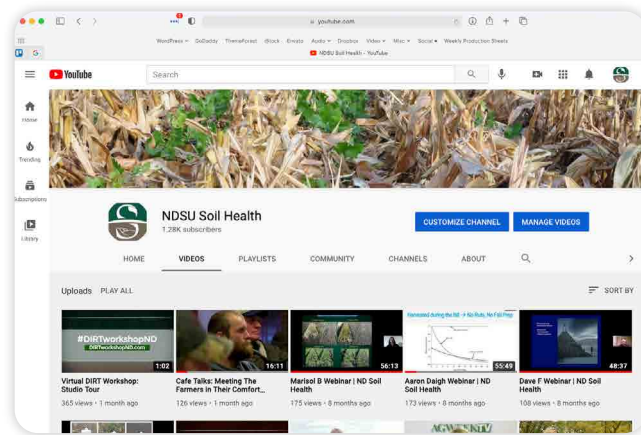 youtube.com
WordPress GoDaddy ThemeForest iStock Envato Audio Dropbox Video Misc Social Weekly Production Sheets
G NDSU Soil Health - YouTube
YouTube
Search
Home
Trending
Subscriptions
Library
NDSU Soil Health
1.28K subscribers
CUSTOMIZE CHANNEL MANAGE VIDEOS
HOME VIDEOS PLAYLISTS COMMUNITY CHANNELS ABOUT
Uploads PLAY ALL SORT BY
#DIRTworkshopND
DIRTworkshopND.com
1:02
16:11
56:13
55:49
48:37
Virtual DIRT Workshop:
Studio Tour
365 views • 1 month ago
Cafe Talks: Meeting The
Farmers in Their Comfort...
126 views • 1 month ago
Marisol B Webinar | ND Soil
Health
175 views • 8 months ago
Aaron Daigh Webinar | ND
Soil Health
173 views • 8 months ago
Dave F Webinar | ND Soil
Health
108 views • 8 months ago
AGWEEK TV